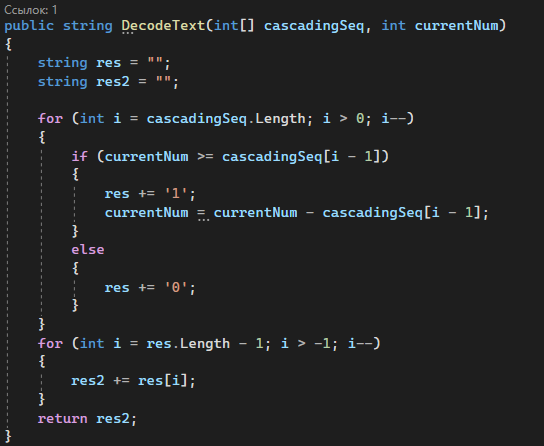 Ссылок: 1
public string DecodeText(int[] cascadingSeq, int currentNum)
{
    string res = "";
    string res2 = "";

    for (int i = cascadingSeq.Length; i > 0; i--)
    {
        if (currentNum >= cascadingSeq[i - 1])
        {
            res += '1';
            currentNum = currentNum - cascadingSeq[i - 1];
        }
        else
        {
            res += '0';
        }
    }
    for (int i = res.Length - 1; i > -1; i--)
    {
        res2 += res[i];
    }
    return res2;
}